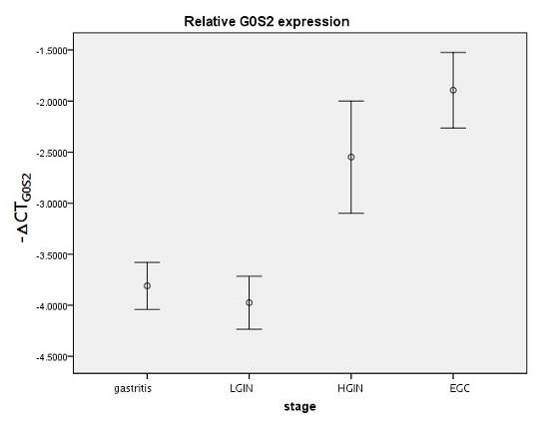 Relative G0S2 expression
-1.5000
-2.0000
-2.5000
-3.0000
-3.5000
-4.0000
-4.5000
-ΔCT_G0S2
gastritis LGIN HGIN EGC
stage